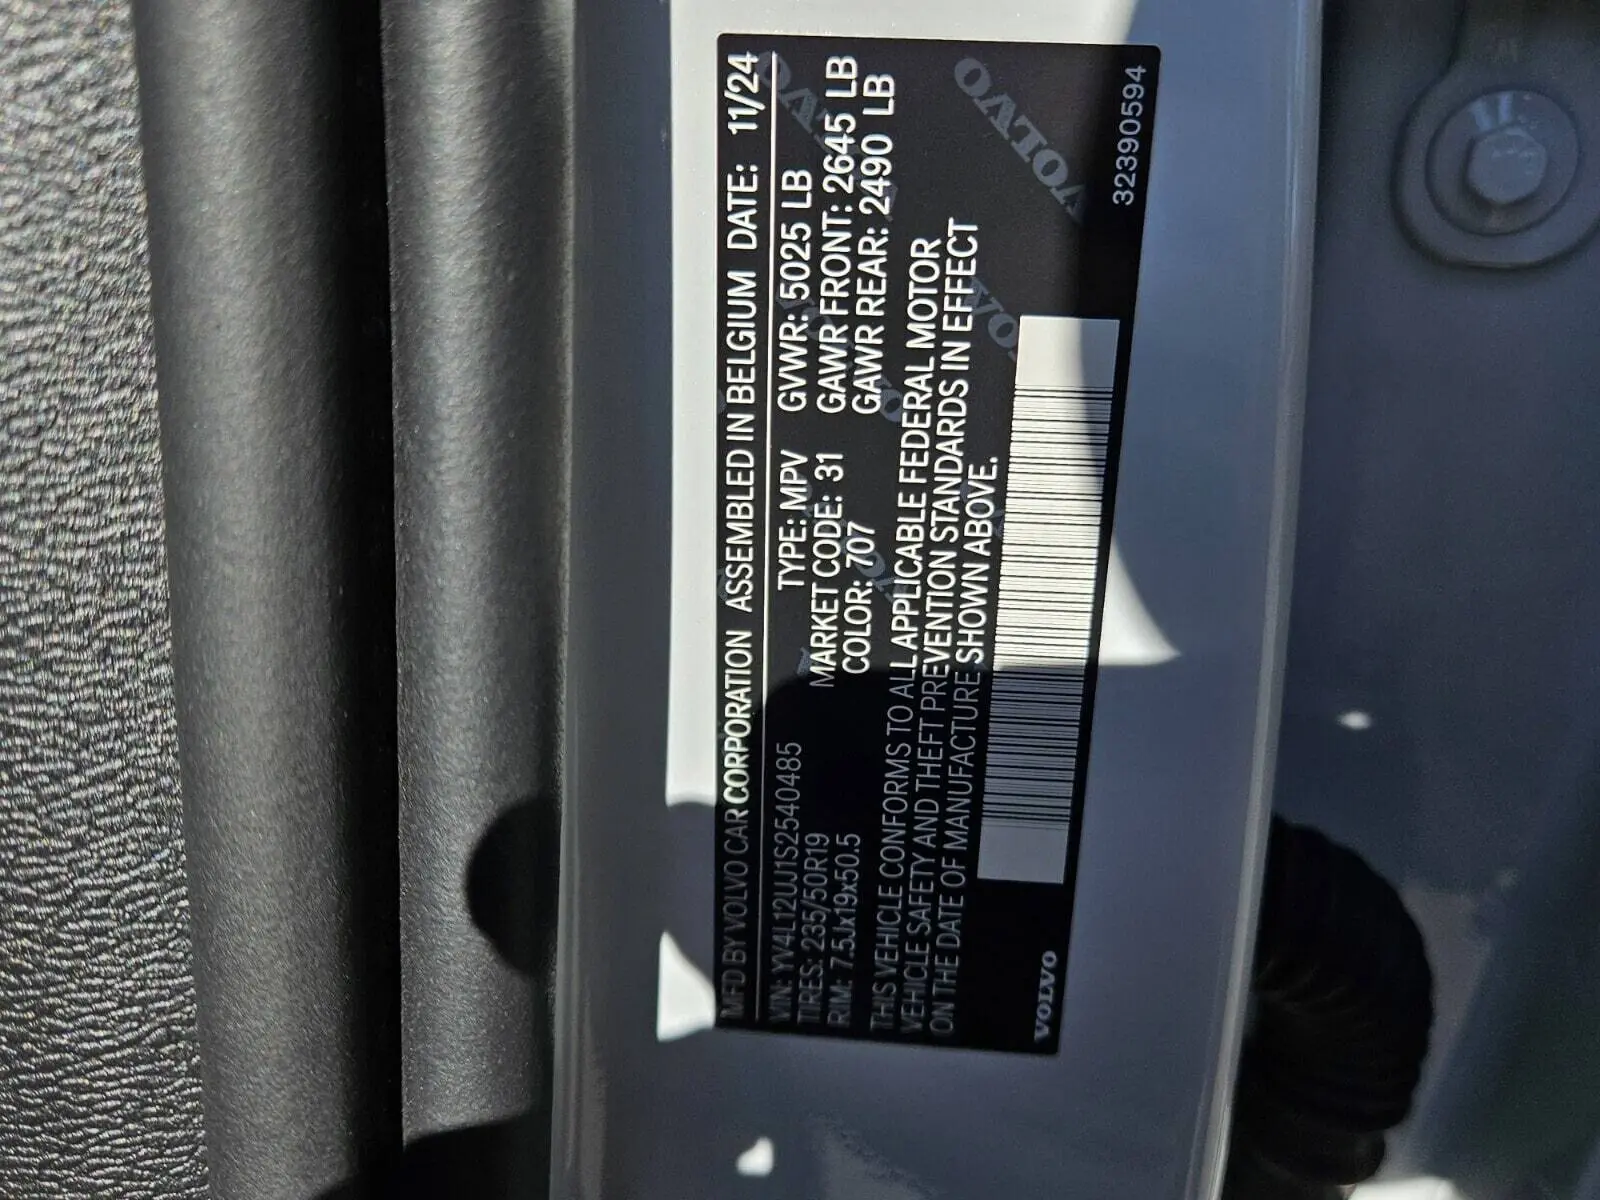 MFD BY VOLVO CAR CORPORATION ASSEMBLED IN BELGIUM DATE: 11/24
VIN: YV4L12UJ1S2540485 TYPE: MPV GVWR: 5025 LB
TIRES: 235/50R19 MARKET CODE: 31 GAWR FRONT: 2645 LB
RIM: 7.5Jx19x50.5 COLOR: 707 GAWR REAR: 2490 LB
THIS VEHICLE CONFORMS TO ALL APPLICABLE FEDERAL MOTOR
VEHICLE SAFETY AND THEFT PREVENTION STANDARDS IN EFFECT
ON THE DATE OF MANUFACTURE SHOWN ABOVE.
VOLVO 32390594